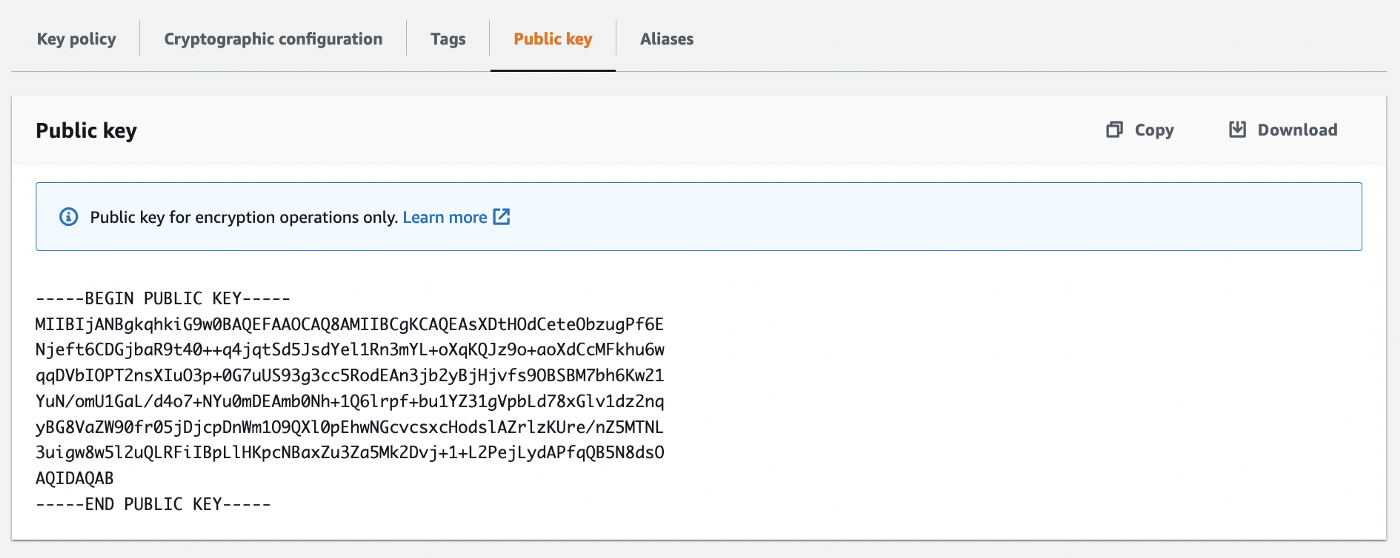 Key policy
Cryptographic configuration
Tags
Public key
Aliases
Public key
Copy
Download
Public key for encryption operations only. Learn more
-----BEGIN PUBLIC KEY-----
MIIBIjANBgkqhkiG9w0BAQEFAAOCAQ8AMIIBCgKCAQEAsXDtHOdCeteObzugPf6E
Njeft6CDGjbaR9t40++q4jqtSd5JsdYel1Rn3mYL+oXqKQJz9o+aoXdCcMFkhu6w
qqDVbIOPT2nsXIuO3p+0G7uUS93g3cc5RodEAn3jb2yBjHjvfs9OBSBM7bh6Kw21
YuN/omU1GaL/d4o7+NYu0mDEAmb0Nh+1Q6lrpf+bu1YZ31gVpbLd78xGlv1dz2nq
yBG8VaZW90fr05jDjcpDnWm1O9QXl0pEhwNGcvcsxcHodslAZrlzKUre/nZ5MTNL
3uigw8w5l2uQLRFiIBpLlHKpcNBaxZu3Za5Mk2Dvj+1+L2PejLydAPfqQB5N8dsO
AQIDAQAB
-----END PUBLIC KEY-----